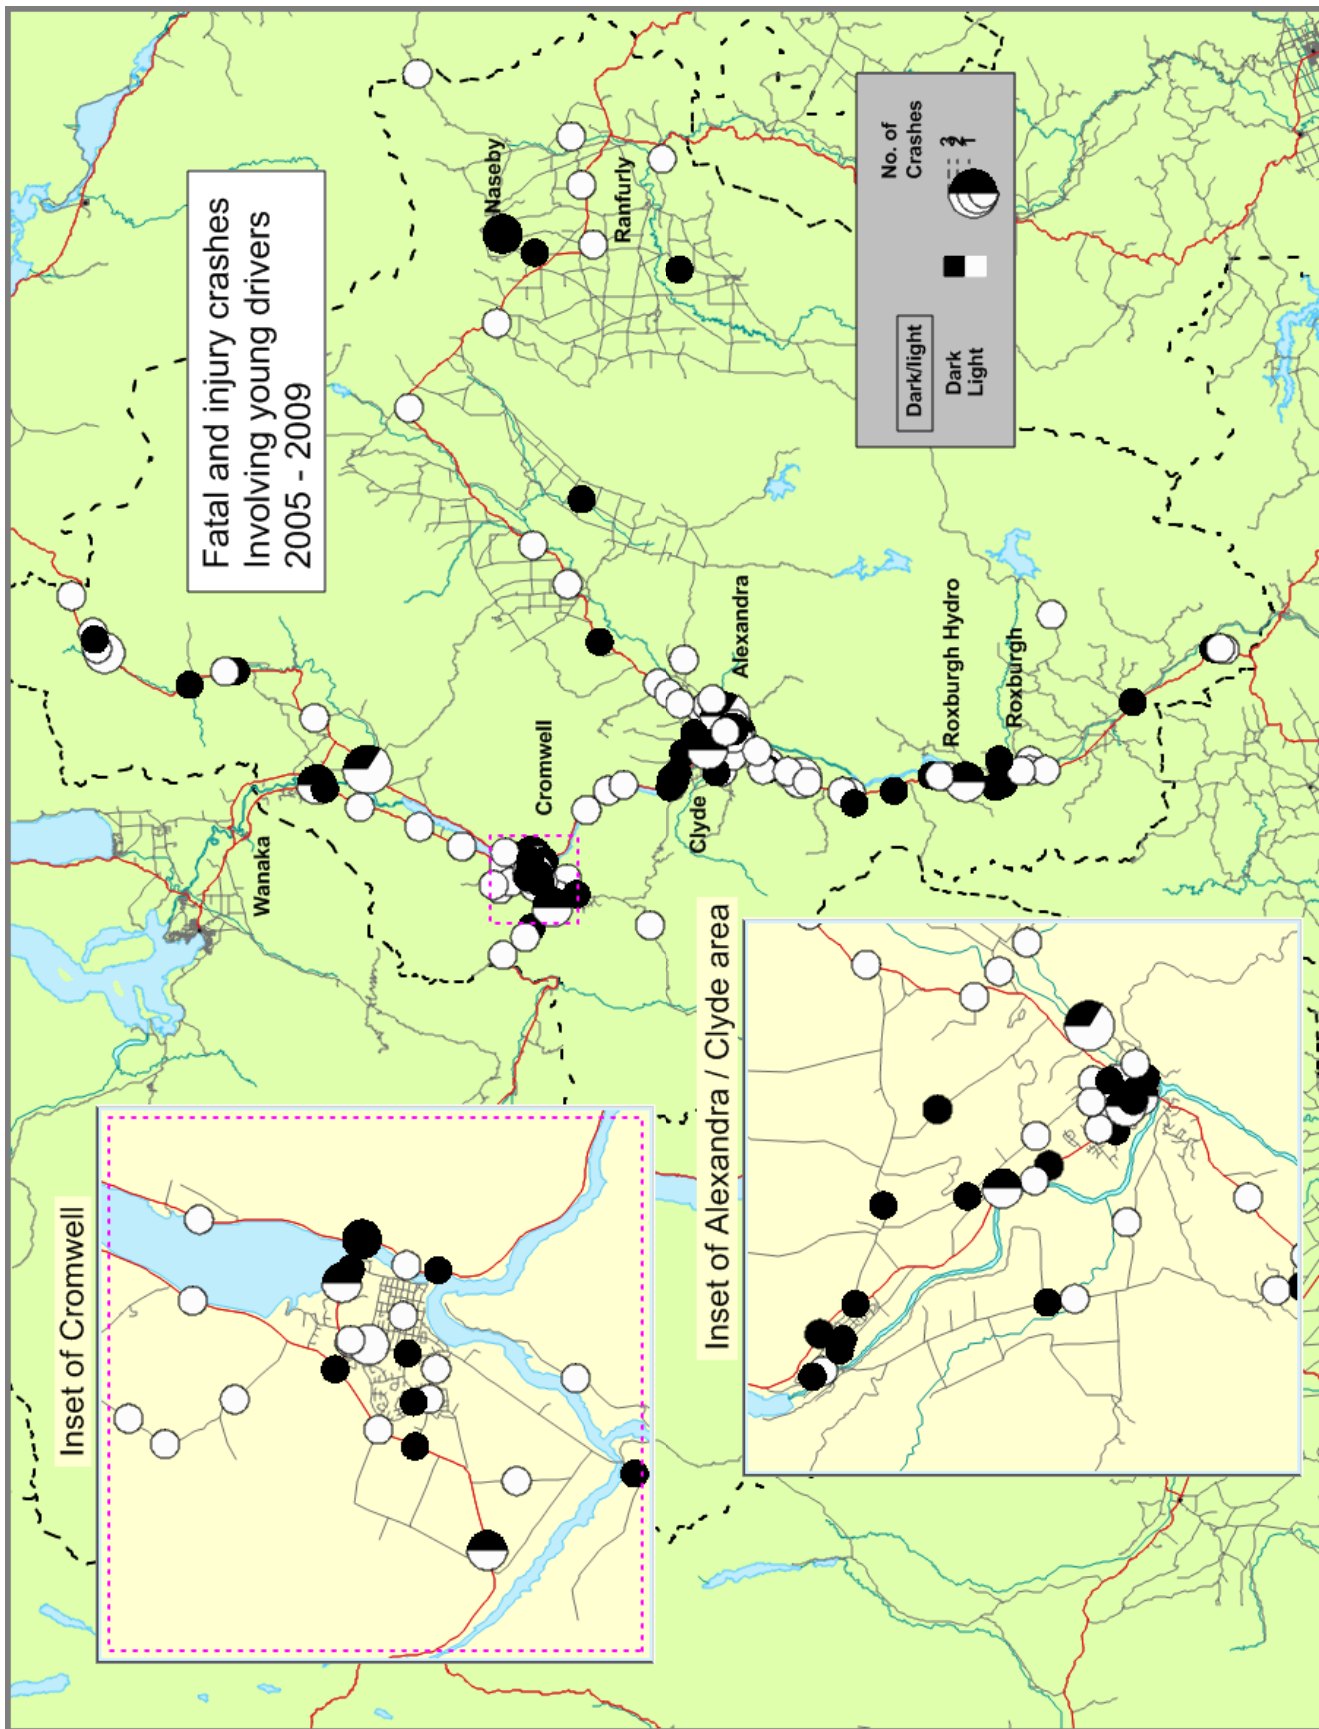 Fatal and injury crashes
Involving young drivers
2005 - 2009
Naseby
Ranfurly
Wanaka
Cromwell
Clyde
Alexandra
Roxburgh Hydro
Roxburgh
Dark/light
Dark
Light
No. of
Crashes
3
2
1
Inset of Cromwell
Inset of Alexandra / Clyde area